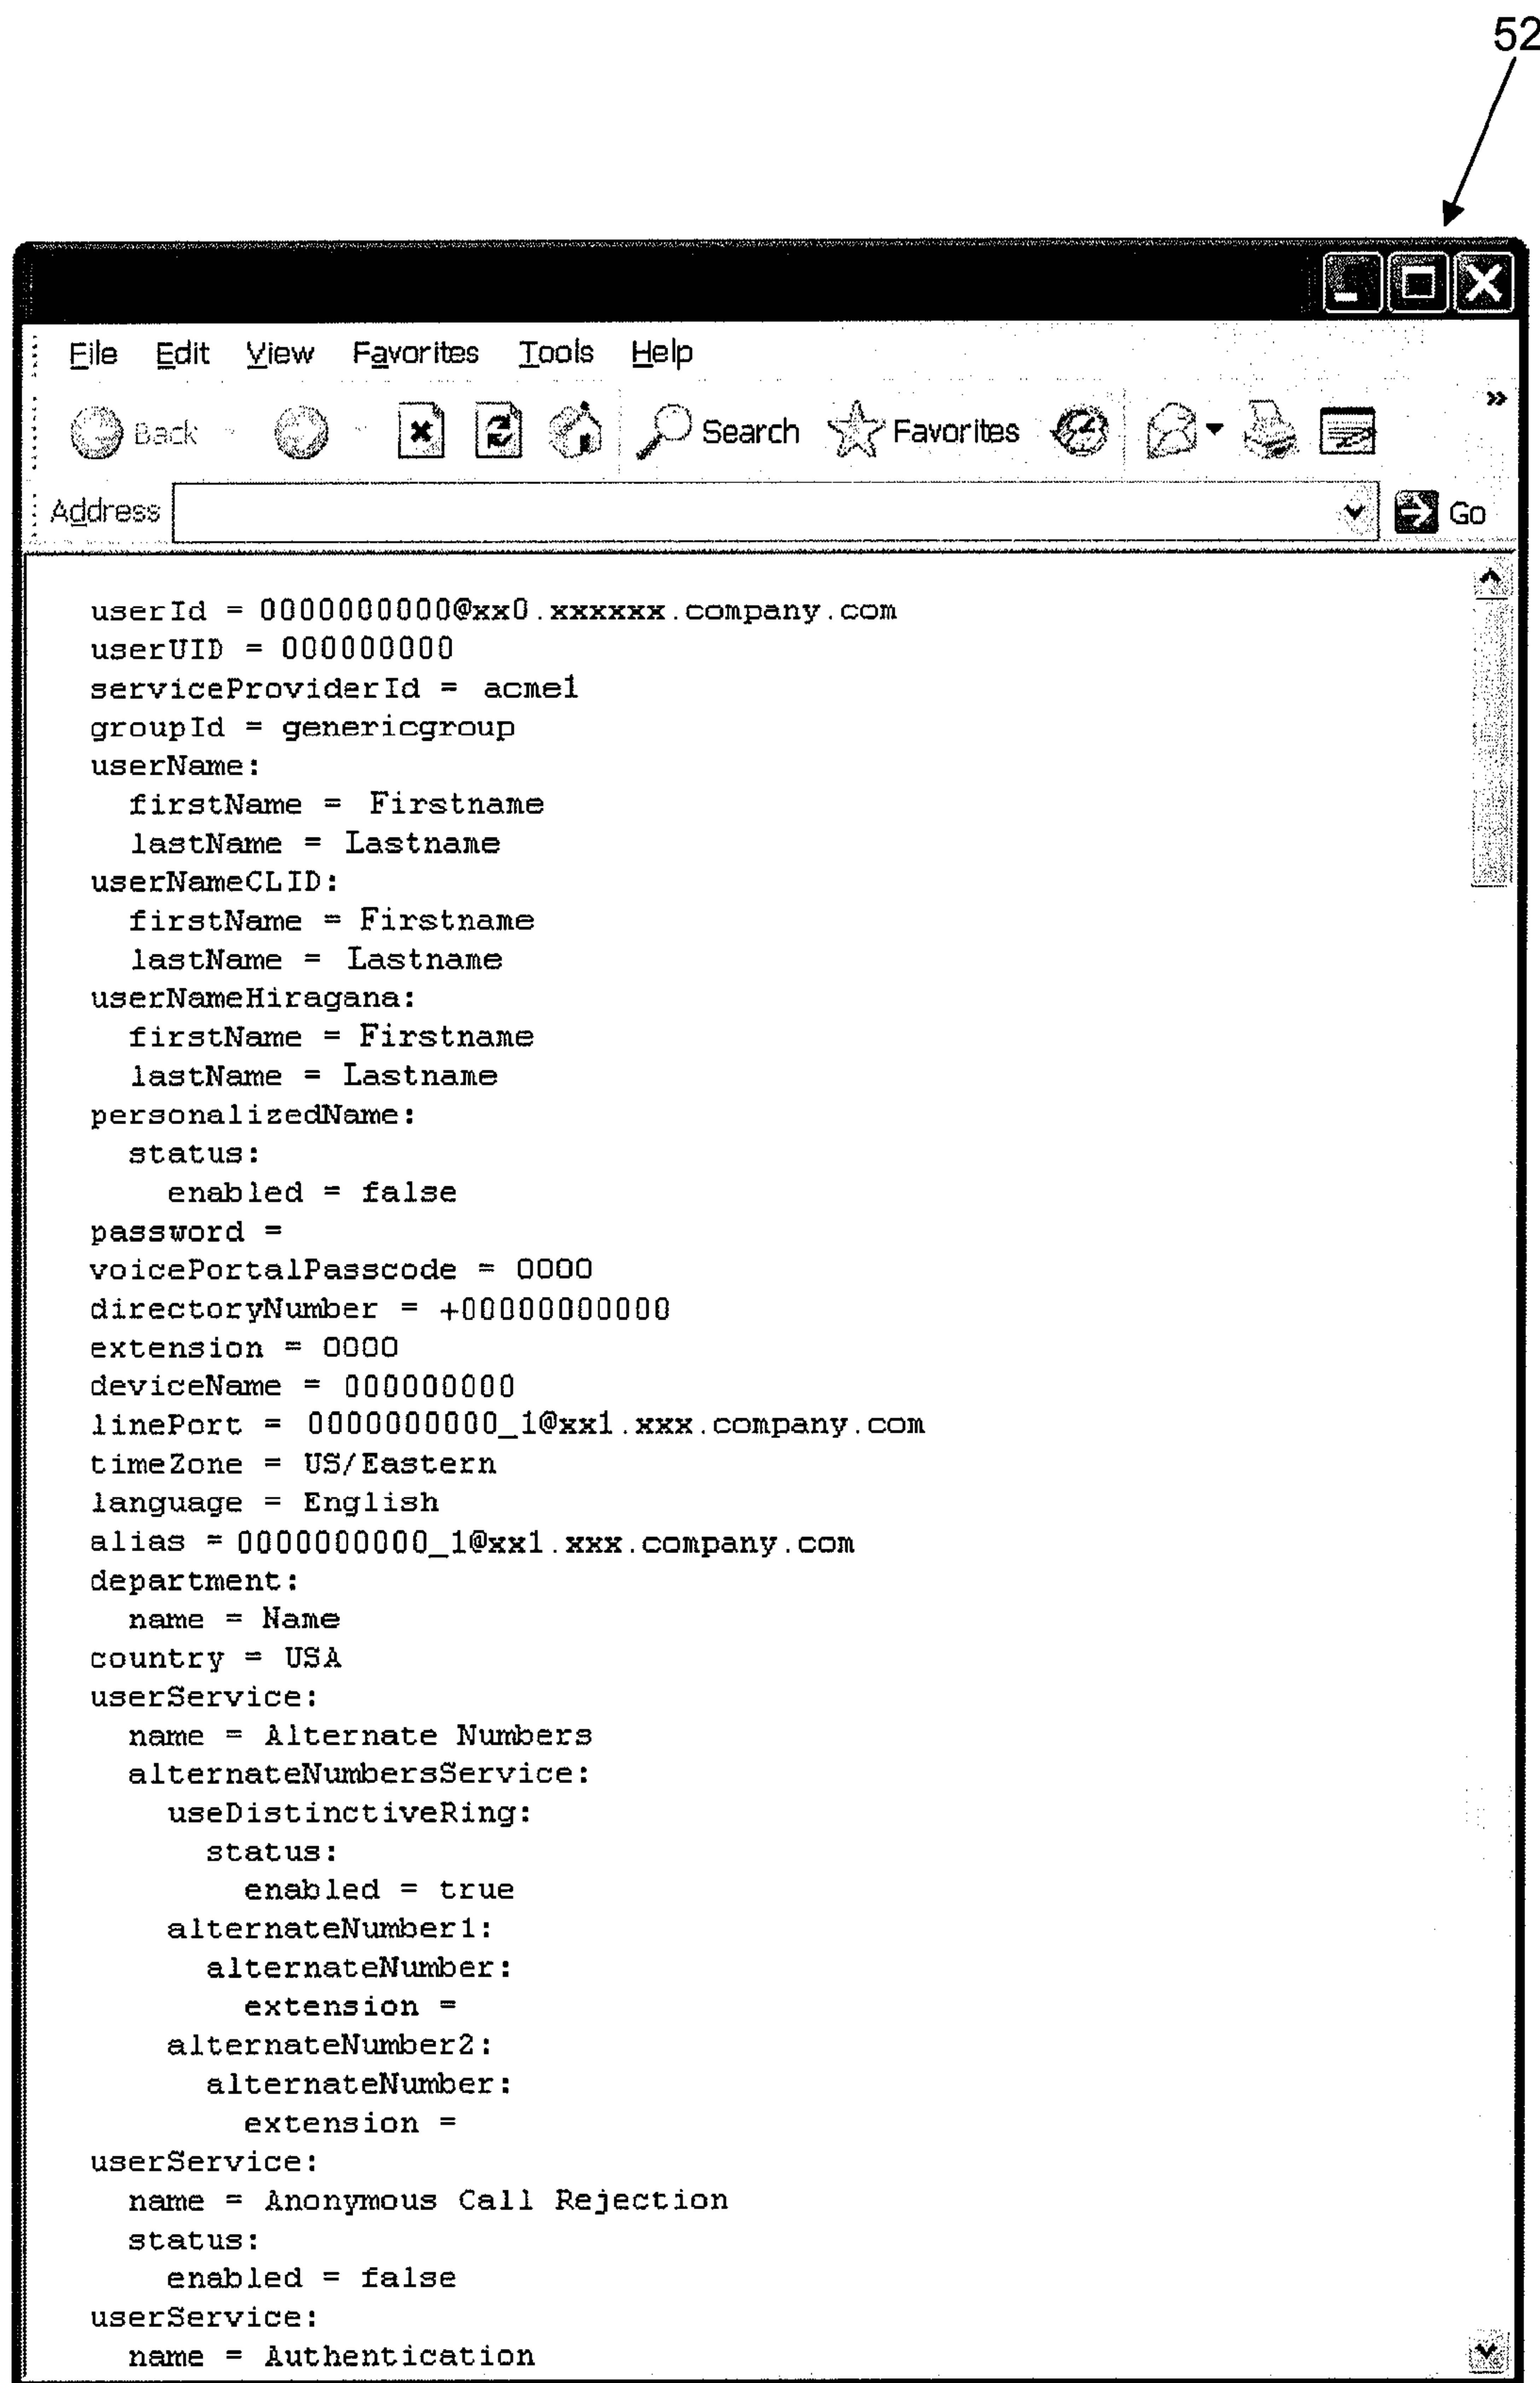 52
File Edit View Favorites Tools Help
Back Search Favorites »
Address Go
userId = 0000000000@xx0.xxxxxx.company.com
userUID = 000000000
serviceProviderId = acme1
groupId = genericgroup
userName:
firstName = Firstname
lastName = Lastname
userNameCLID:
firstName = Firstname
lastName = Lastname
userNameHiragana:
firstName = Firstname
lastName = Lastname
personalizedName:
status:
enabled = false
password =
voicePortalPasscode = 0000
directoryNumber = +00000000000
extension = 0000
deviceName = 000000000
linePort = 0000000000_1@xx1.xxx.company.com
timeZone = US/Eastern
language = English
alias = 0000000000_1@xx1.xxx.company.com
department:
name = Name
country = USA
userService:
name = Alternate Numbers
alternateNumbersService:
useDistinctiveRing:
status:
enabled = true
alternateNumber1:
alternateNumber:
extension =
alternateNumber2:
alternateNumber:
extension =
userService:
name = Anonymous Call Rejection
status:
enabled = false
userService:
name = Authentication